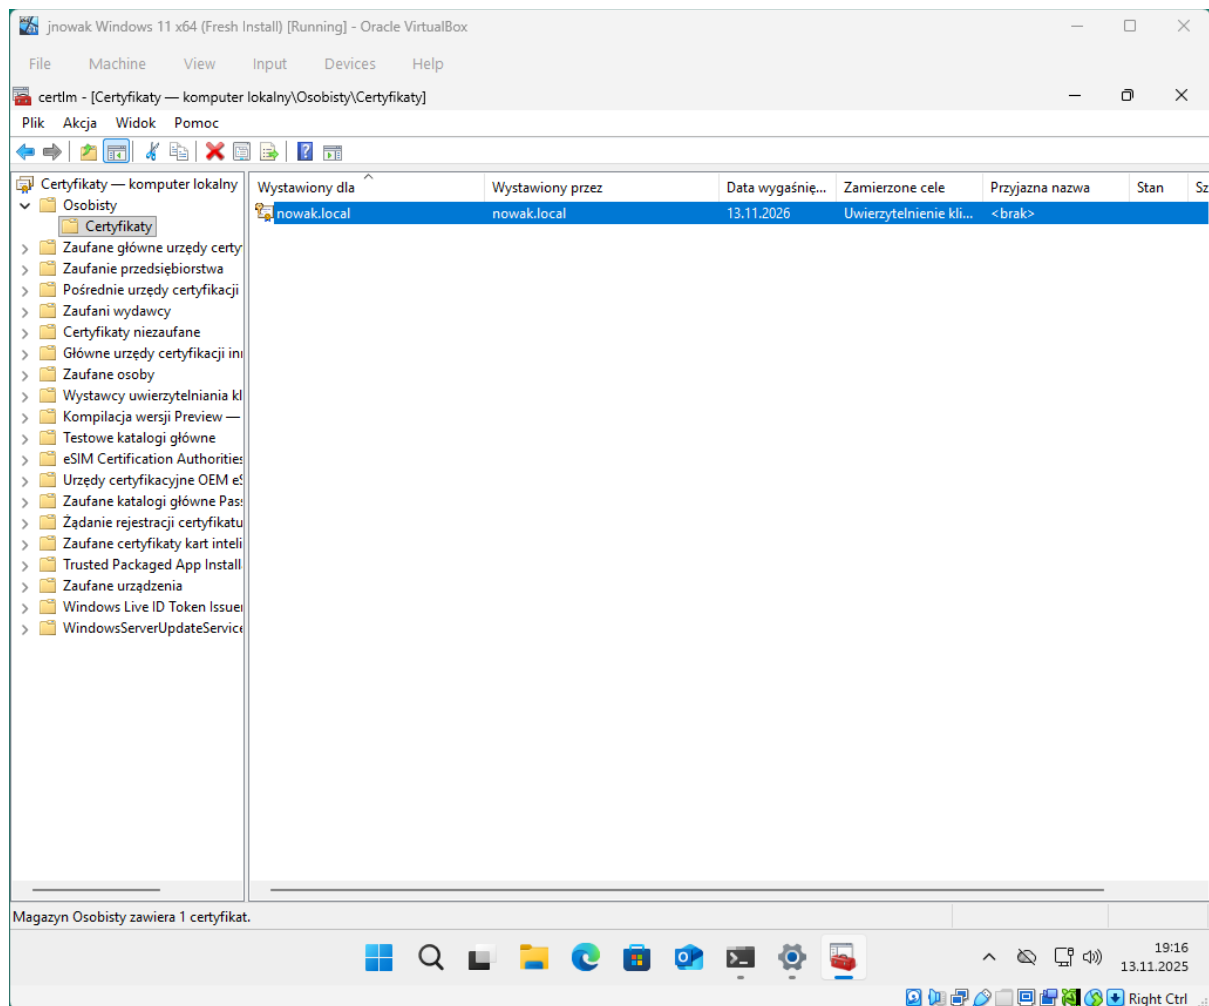 jnowak Windows 11 x64 (Fresh Install) [Running] - Oracle VirtualBox
File Machine View Input Devices Help
certlm - [Certyfikaty — komputer lokalny\Osobisty\Certyfikaty]
Plik Akcja Widok Pomoc
Certyfikaty — komputer lokalny
Osobisty
Certyfikaty
Zaufane główne urzędy certy
Zaufanie przedsiębiorstwa
Pośrednie urzędy certyfikacji
Zaufani wydawcy
Certyfikaty niezaufane
Główne urzędy certyfikacji inn
Zaufane osoby
Wystawcy uwierzytelniania kl
Kompilacja wersji Preview —
Testowe katalogi główne
eSIM Certification Authorities
Urzędy certyfikacyjne OEM eS
Zaufane katalogi główne Pass
Żądanie rejestracji certyfikatu
Zaufane certyfikaty kart inteli
Trusted Packaged App Install
Zaufane urządzenia
Windows Live ID Token Issuer
WindowsServerUpdateService
Wystawiony dla Wystawiony przez Data wygaśnię... Zamierzone cele Przyjazna nazwa Stan Sz
nowak.local nowak.local 13.11.2026 Uwierzytelnienie kli... <brak>
Magazyn Osobisty zawiera 1 certyfikat.
19:16
13.11.2025
Right Ctrl